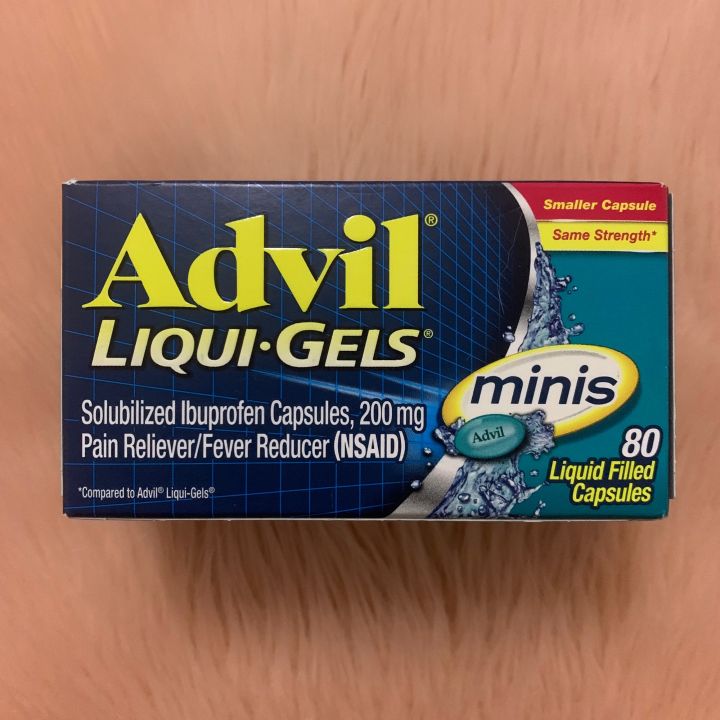 Advil®
LIQUI•GELS®
Solubilized Ibuprofen Capsules, 200 mg
Pain Reliever/Fever Reducer (NSAID)
*Compared to Advil® Liqui-Gels®
Smaller Capsule
Same Strength*
minis
Advil
80
Liquid Filled
Capsules